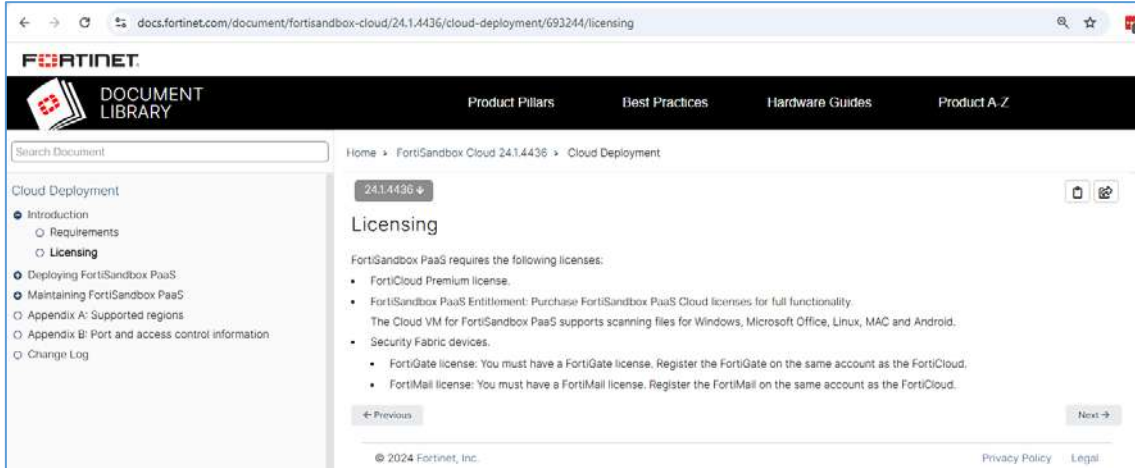 docs.fortinet.com/document/fortisandbox-cloud/24.1.4436/cloud-deployment/693244/licensing
FORTINET
DOCUMENT
LIBRARY
Product Pillars
Best Practices
Hardware Guides
Product A-Z
Search Document
Home > FortiSandbox Cloud 24.1.4436 > Cloud Deployment
Cloud Deployment
Introduction
Requirements
Licensing
Deploying FortiSandbox PaaS
Maintaining FortiSandbox PaaS
Appendix A: Supported regions
Appendix B: Port and access control information
Change Log
24.1.4436
Licensing
FortiSandbox PaaS requires the following licenses:
• FortiCloud Premium license.
• FortiSandbox PaaS Entitlement: Purchase FortiSandbox PaaS Cloud licenses for full functionality.
The Cloud VM for FortiSandbox PaaS supports scanning files for Windows, Microsoft Office, Linux, MAC and Android.
• Security Fabric devices.
• FortiGate license: You must have a FortiGate license. Register the FortiGate on the same account as the FortiCloud.
• FortiMail license: You must have a FortiMail license. Register the FortiMail on the same account as the FortiCloud.
← Previous
Next →
© 2024 Fortinet, Inc.
Privacy Policy
Legal